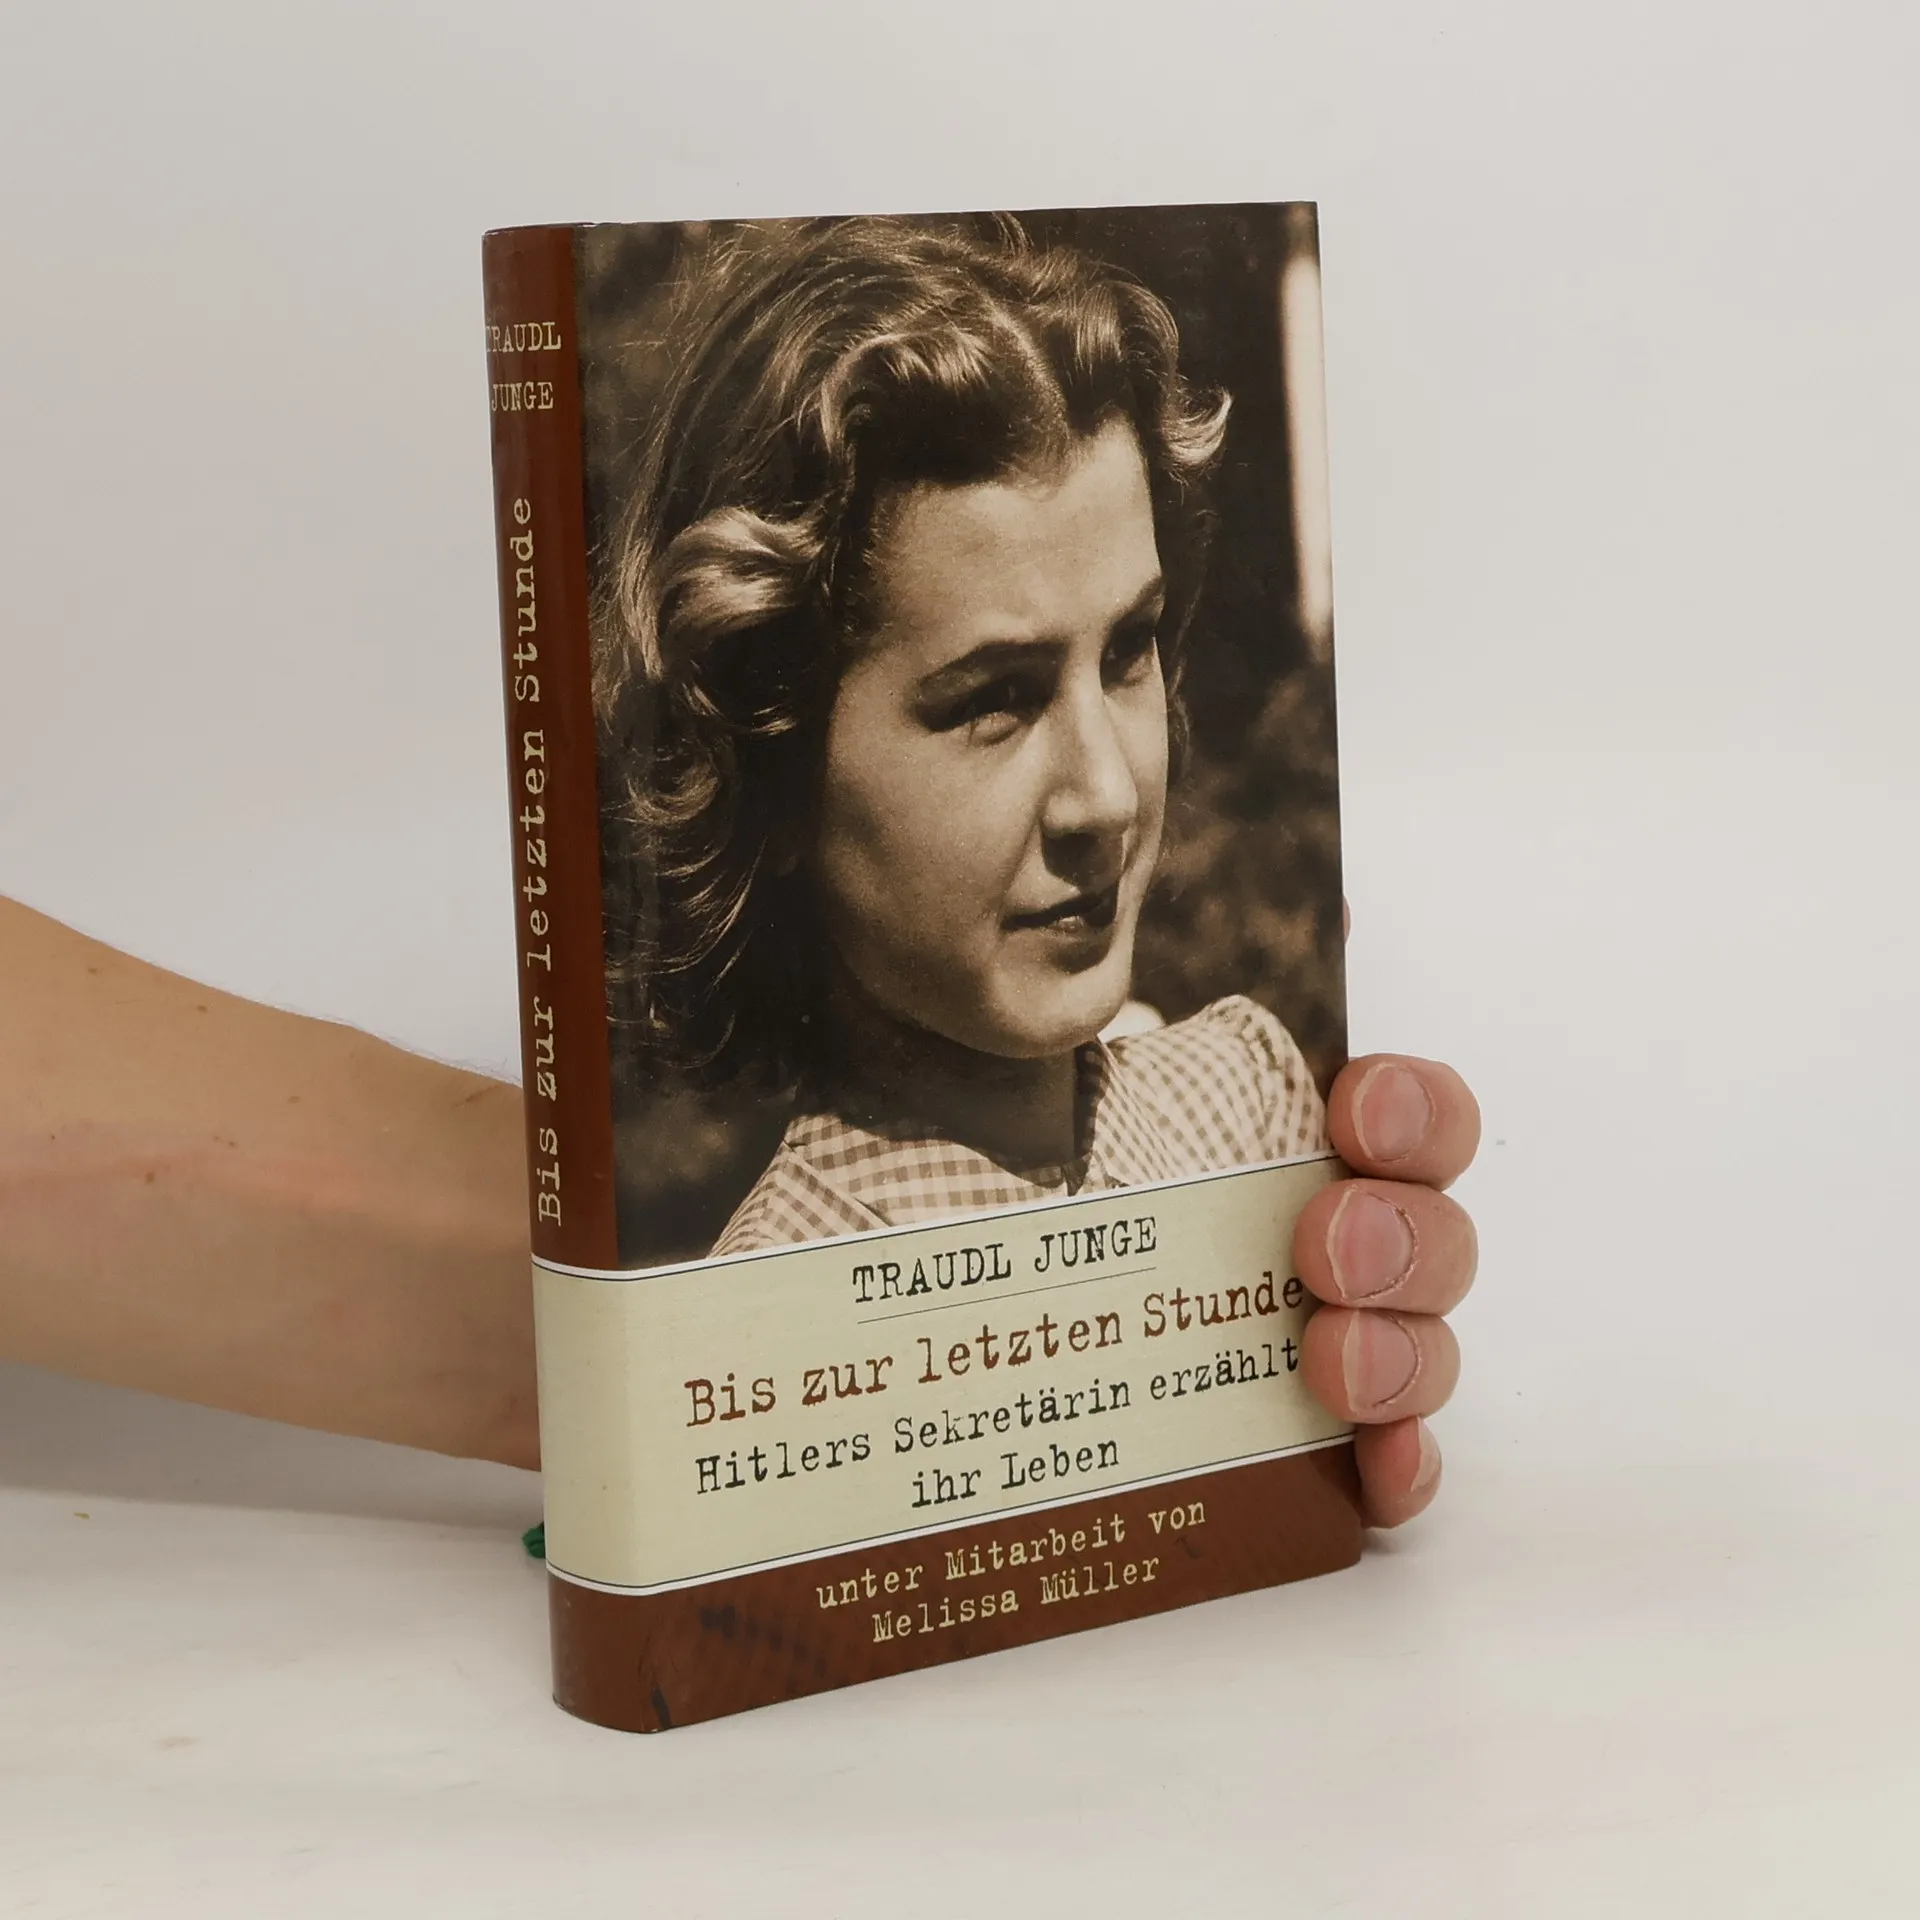 TRAUDL
JUNGE
Bis zur letzten Stunde
TRAUDL JUNGE
Bis zur letzten Stunde
Hitlers Sekretärin erzählt
ihr Leben
unter Mitarbeit von
Melissa Müller